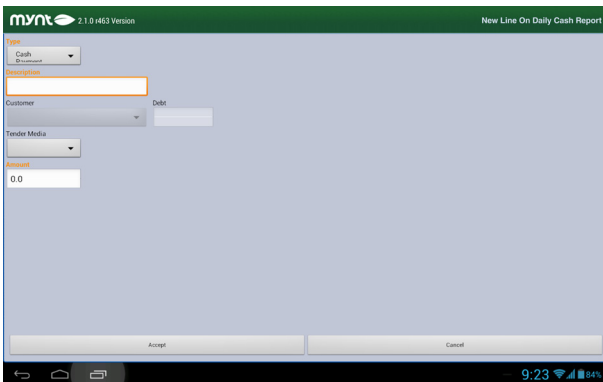 mynt 2.1.0 r463 Version
New Line On Daily Cash Report
Type
Cash
Description
Customer
Debt
Tender Media
Amount
0.0
Accept
Cancel
9:23
84%